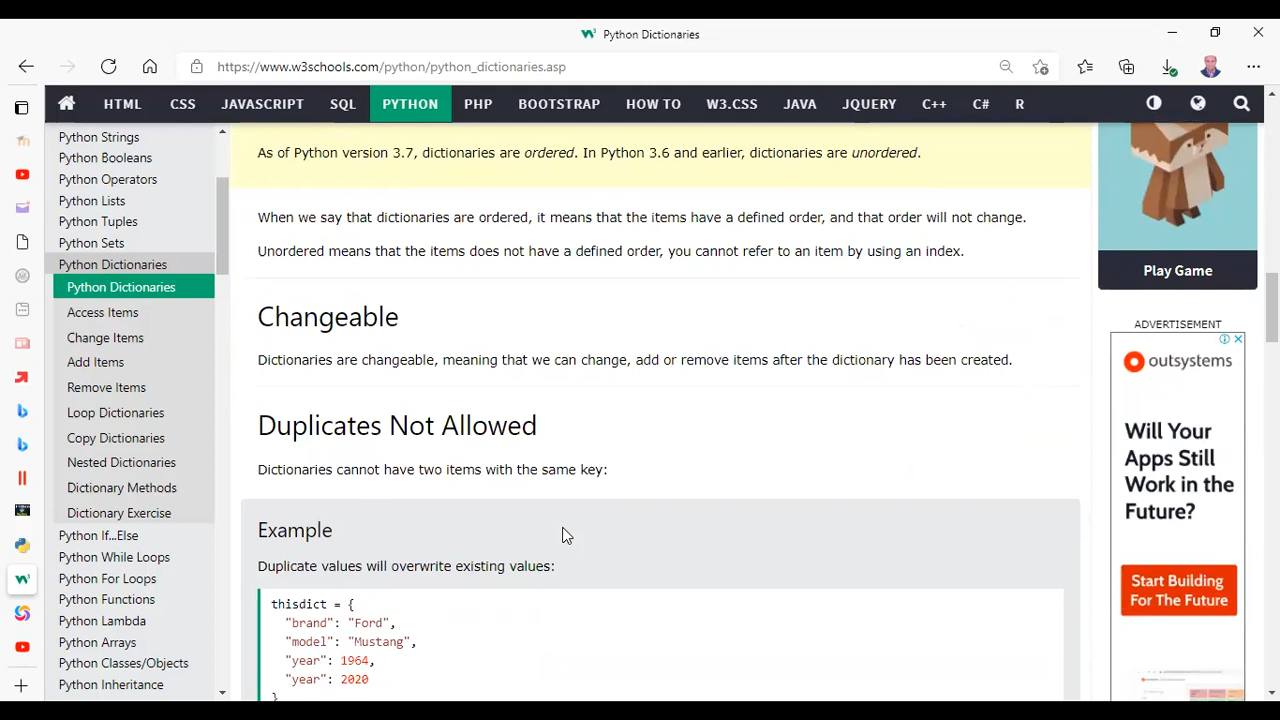 Python Dictionaries
https://www.w3schools.com/python/python_dictionaries.asp
HTML CSS JAVASCRIPT SQL PYTHON PHP BOOTSTRAP HOW TO W3.CSS JAVA JQUERY C++ C# R
Python Strings
Python Booleans
Python Operators
Python Lists
Python Tuples
Python Sets
Python Dictionaries
Python Dictionaries
Access Items
Change Items
Add Items
Remove Items
Loop Dictionaries
Copy Dictionaries
Nested Dictionaries
Dictionary Methods
Dictionary Exercise
Python If...Else
Python While Loops
Python For Loops
Python Functions
Python Lambda
Python Arrays
Python Classes/Objects
Python Inheritance
As of Python version 3.7, dictionaries are ordered. In Python 3.6 and earlier, dictionaries are unordered.
When we say that dictionaries are ordered, it means that the items have a defined order, and that order will not change.
Unordered means that the items does not have a defined order, you cannot refer to an item by using an index.
Changeable
Dictionaries are changeable, meaning that we can change, add or remove items after the dictionary has been created.
Duplicates Not Allowed
Dictionaries cannot have two items with the same key:
Example
Duplicate values will overwrite existing values:
thisdict = {
"brand": "Ford",
"model": "Mustang",
"year": 1964,
"year": 2020
}
Play Game
ADVERTISEMENT
outsystems
Will Your
Apps Still
Work in the
Future?
Start Building
For The Future